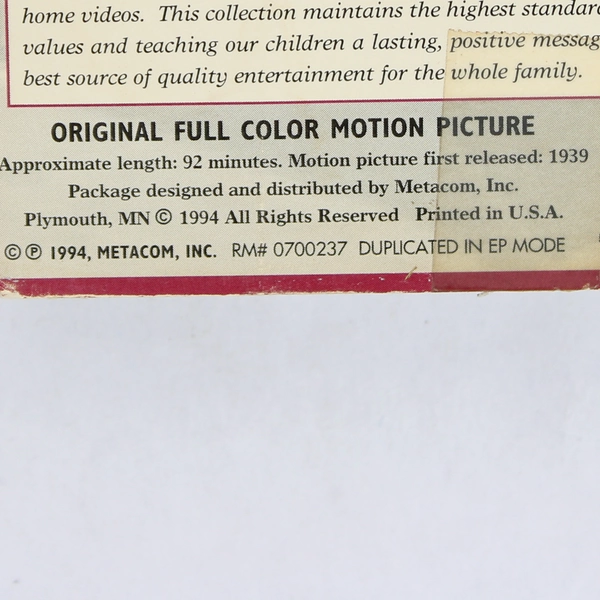 home videos. This collection maintains the highest standar
values and teaching our children a lasting, positive messag
best source of quality entertainment for the whole family.
ORIGINAL FULL COLOR MOTION PICTURE
Approximate length: 92 minutes. Motion picture first released: 1939
Package designed and distributed by Metacom, Inc.
Plymouth, MN © 1994 All Rights Reserved Printed in U.S.A.
© ℗ 1994, METACOM, INC. RM# 0700237 DUPLICATED IN EP MODE